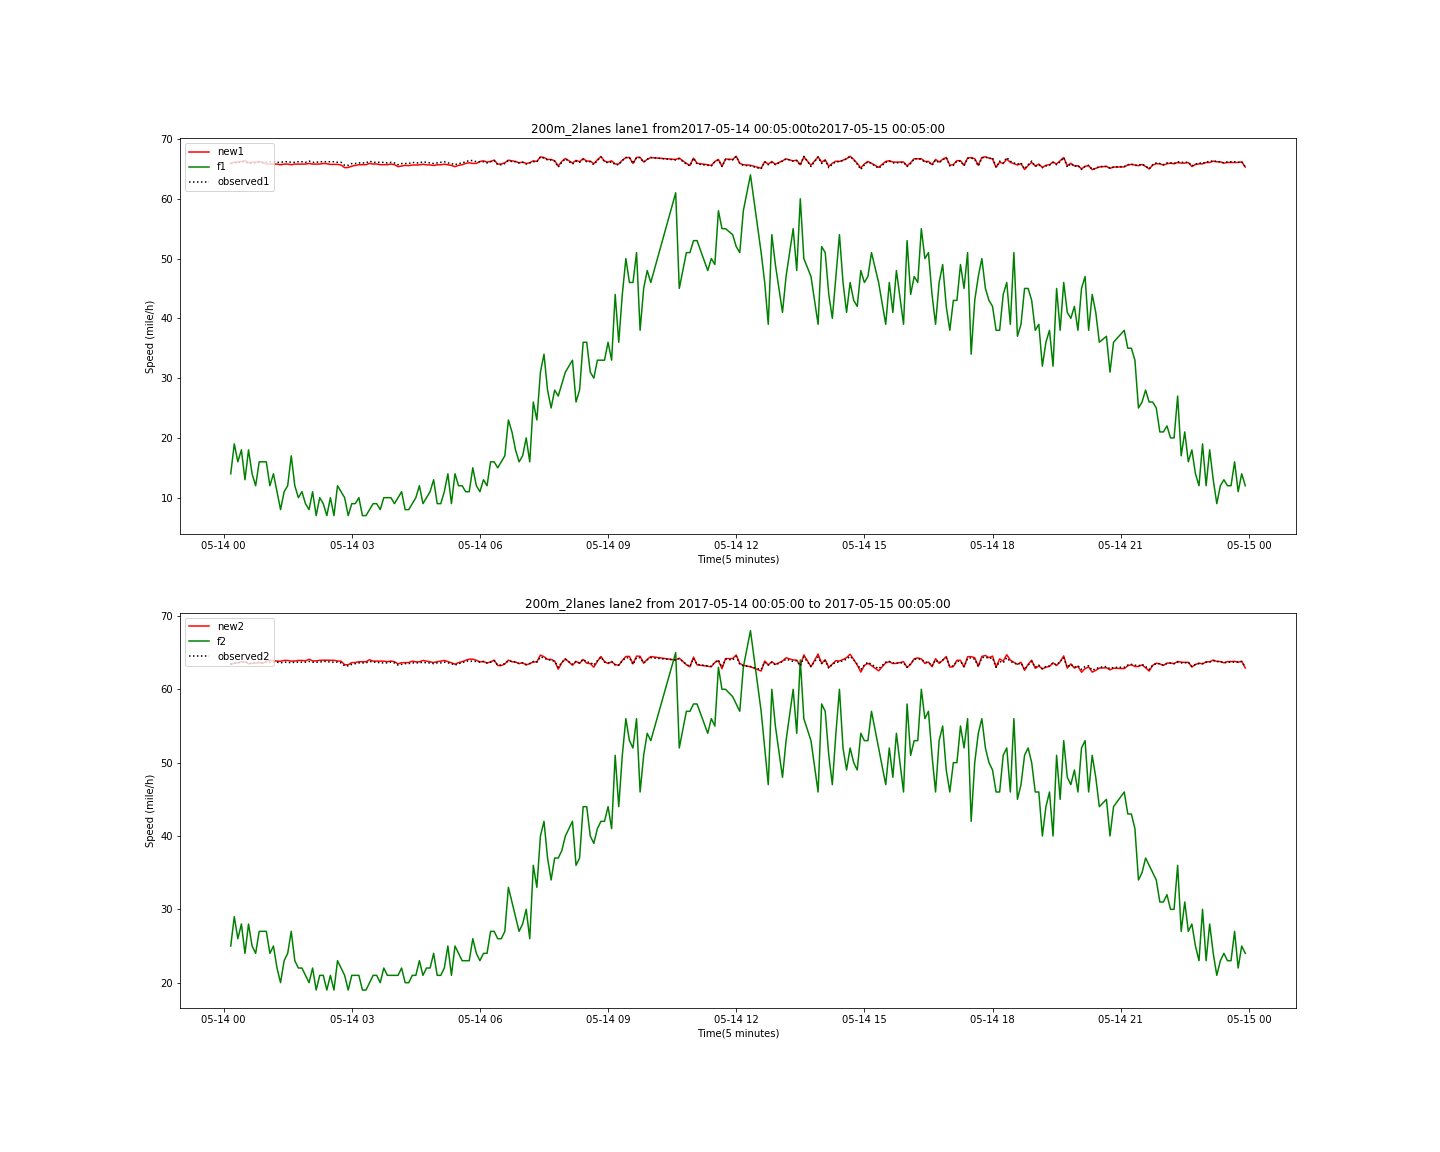 200m_2lanes lane1 from2017-05-14 00:05:00to2017-05-15 00:05:00
new1
f1
observed1
70
60
50
40
30
20
10
Speed (mile/h)
05-14 00 05-14 03 05-14 06 05-14 09 05-14 12 05-14 15 05-14 18 05-14 21 05-15 00
Time(5 minutes)
200m_2lanes lane2 from 2017-05-14 00:05:00 to 2017-05-15 00:05:00
new2
f2
observed2
70
60
50
40
30
20
Speed (mile/h)
05-14 00 05-14 03 05-14 06 05-14 09 05-14 12 05-14 15 05-14 18 05-14 21 05-15 00
Time(5 minutes)